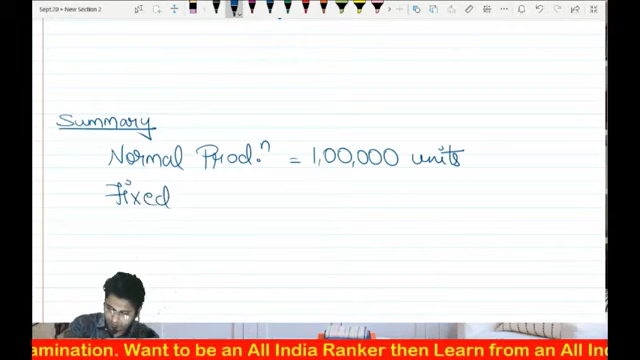 Sept.20 > New Section 2
Summary
Normal Prod.n = 1,00,000 units
Fixed
amination. Want to be an All India Ranker then Learn from an All Ind